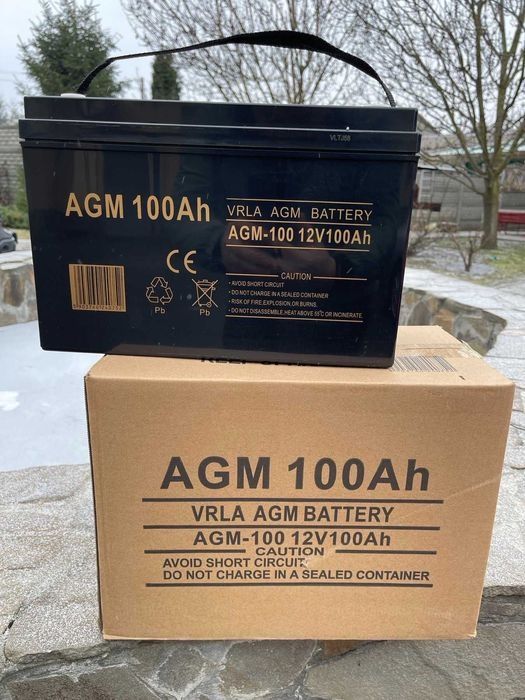 VLTJ58
AGM 100Ah
VRLA AGM BATTERY
AGM-100 12V100Ah
CE
CAUTION
• AVOID SHORT CIRCUIT
• DO NOT CHARGE IN A SEALED CONTAINER
• RISK OF FIRE,EXPLOSION,OR BURNS.
• DO NOT DISASSEMBLE,HEAT ABOVE 55°C OR INCINERATE.
Pb
Pb
AGM 100Ah
VRLA AGM BATTERY
AGM-100 12V100Ah
CAUTION
AVOID SHORT CIRCUIT
DO NOT CHARGE IN A SEALED CONTAINER